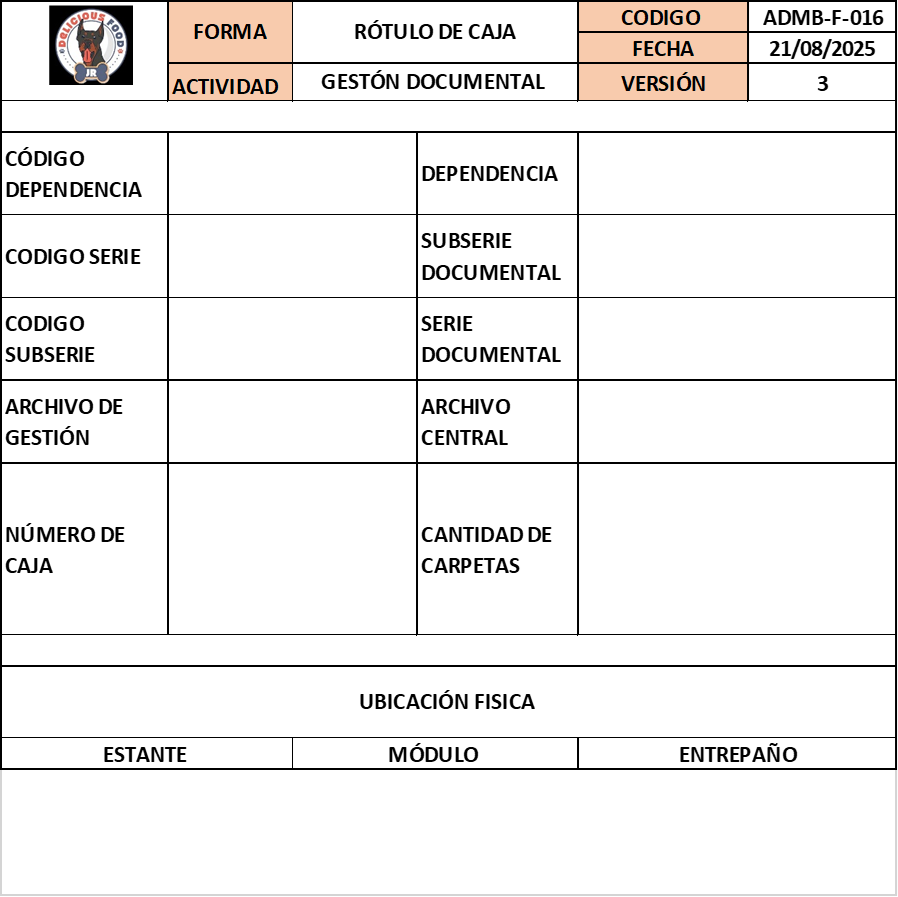 DELICIOUS FOOD
JR
FORMA
RÓTULO DE CAJA
CODIGO
ADMB-F-016
FECHA
21/08/2025
ACTIVIDAD
GESTÓN DOCUMENTAL
VERSIÓN
3
CÓDIGO
DEPENDENCIA
DEPENDENCIA
CODIGO SERIE
SUBSERIE
DOCUMENTAL
CODIGO
SUBSERIE
SERIE
DOCUMENTAL
ARCHIVO DE
GESTIÓN
ARCHIVO
CENTRAL
NÚMERO DE
CAJA
CANTIDAD DE
CARPETAS
UBICACIÓN FISICA
ESTANTE
MÓDULO
ENTREPAÑO